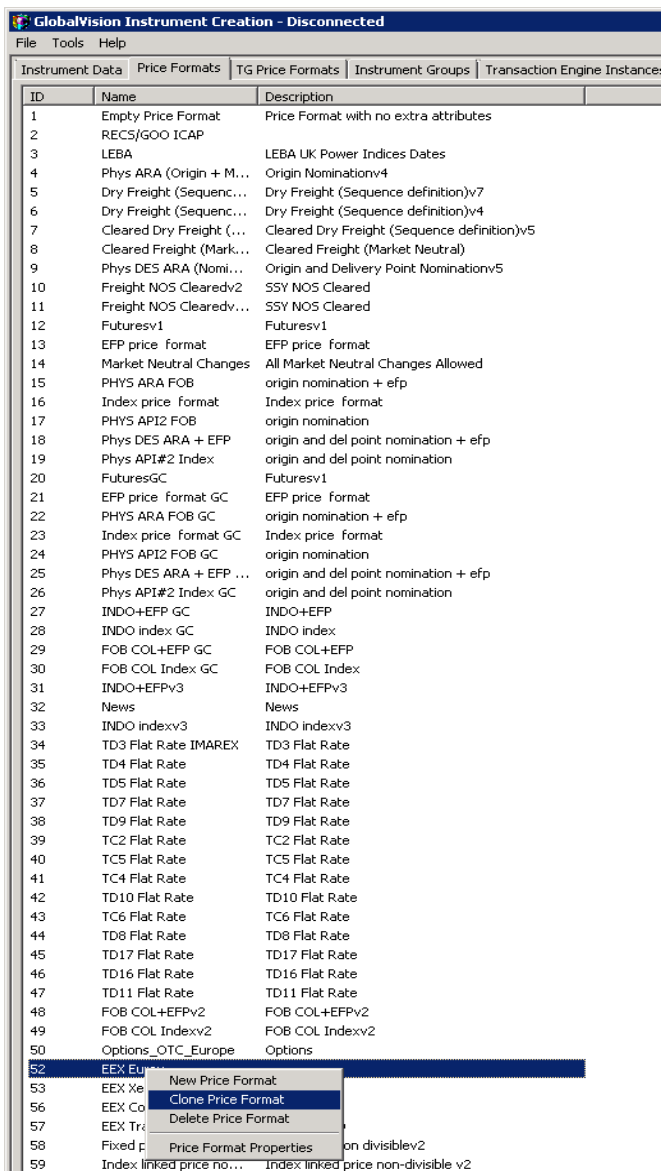 GlobalVision Instrument Creation - Disconnected
File Tools Help
Instrument Data Price Formats TG Price Formats Instrument Groups Transaction Engine Instances
ID Name Description
1 Empty Price Format Price Format with no extra attributes
2 RECS/GOO ICAP
3 LEBA LEBA UK Power Indices Dates
4 Phys ARA (Origin + M... Origin Nominationv4
5 Dry Freight (Sequenc... Dry Freight (Sequence definition)v7
6 Dry Freight (Sequenc... Dry Freight (Sequence definition)v4
7 Cleared Dry Freight (... Cleared Dry Freight (Sequence definition)v5
8 Cleared Freight (Mark... Cleared Freight (Market Neutral)
9 Phys DES ARA (Nomi... Origin and Delivery Point Nominationv5
10 Freight NOS Clearedv2 SSY NOS Cleared
11 Freight NOS Clearedv... SSY NOS Cleared
12 Futuresv1 Futuresv1
13 EFP price format EFP price format
14 Market Neutral Changes All Market Neutral Changes Allowed
15 PHYS ARA FOB origin nomination + efp
16 Index price format Index price format
17 PHYS API2 FOB origin nomination
18 Phys DES ARA + EFP origin and del point nomination + efp
19 Phys API#2 Index origin and del point nomination
20 FuturesGC Futuresv1
21 EFP price format GC EFP price format
22 PHYS ARA FOB GC origin nomination + efp
23 Index price format GC Index price format
24 PHYS API2 FOB GC origin nomination
25 Phys DES ARA + EFP ... origin and del point nomination + efp
26 Phys API#2 Index GC origin and del point nomination
27 INDO+EFP GC INDO+EFP
28 INDO index GC INDO index
29 FOB COL+EFP GC FOB COL+EFP
30 FOB COL Index GC FOB COL Index
31 INDO+EFPv3 INDO+EFPv3
32 News News
33 INDO indexv3 INDO indexv3
34 TD3 Flat Rate IMAREX TD3 Flat Rate
35 TD4 Flat Rate TD4 Flat Rate
36 TD5 Flat Rate TD5 Flat Rate
37 TD7 Flat Rate TD7 Flat Rate
38 TD9 Flat Rate TD9 Flat Rate
39 TC2 Flat Rate TC2 Flat Rate
40 TC5 Flat Rate TC5 Flat Rate
41 TC4 Flat Rate TC4 Flat Rate
42 TD10 Flat Rate TD10 Flat Rate
43 TC6 Flat Rate TC6 Flat Rate
44 TD8 Flat Rate TD8 Flat Rate
45 TD17 Flat Rate TD17 Flat Rate
46 TD16 Flat Rate TD16 Flat Rate
47 TD11 Flat Rate TD11 Flat Rate
48 FOB COL+EFPv2 FOB COL+EFPv2
49 FOB COL Indexv2 FOB COL Indexv2
50 Options_OTC_Europe Options
52 EEX
53 EEX
56 EEX
57 EEX
58 Fixed divisiblev2
59 Index linked price no... Index linked price non-divisible v2
New Price Format
Clone Price Format
Delete Price Format
Price Format Properties